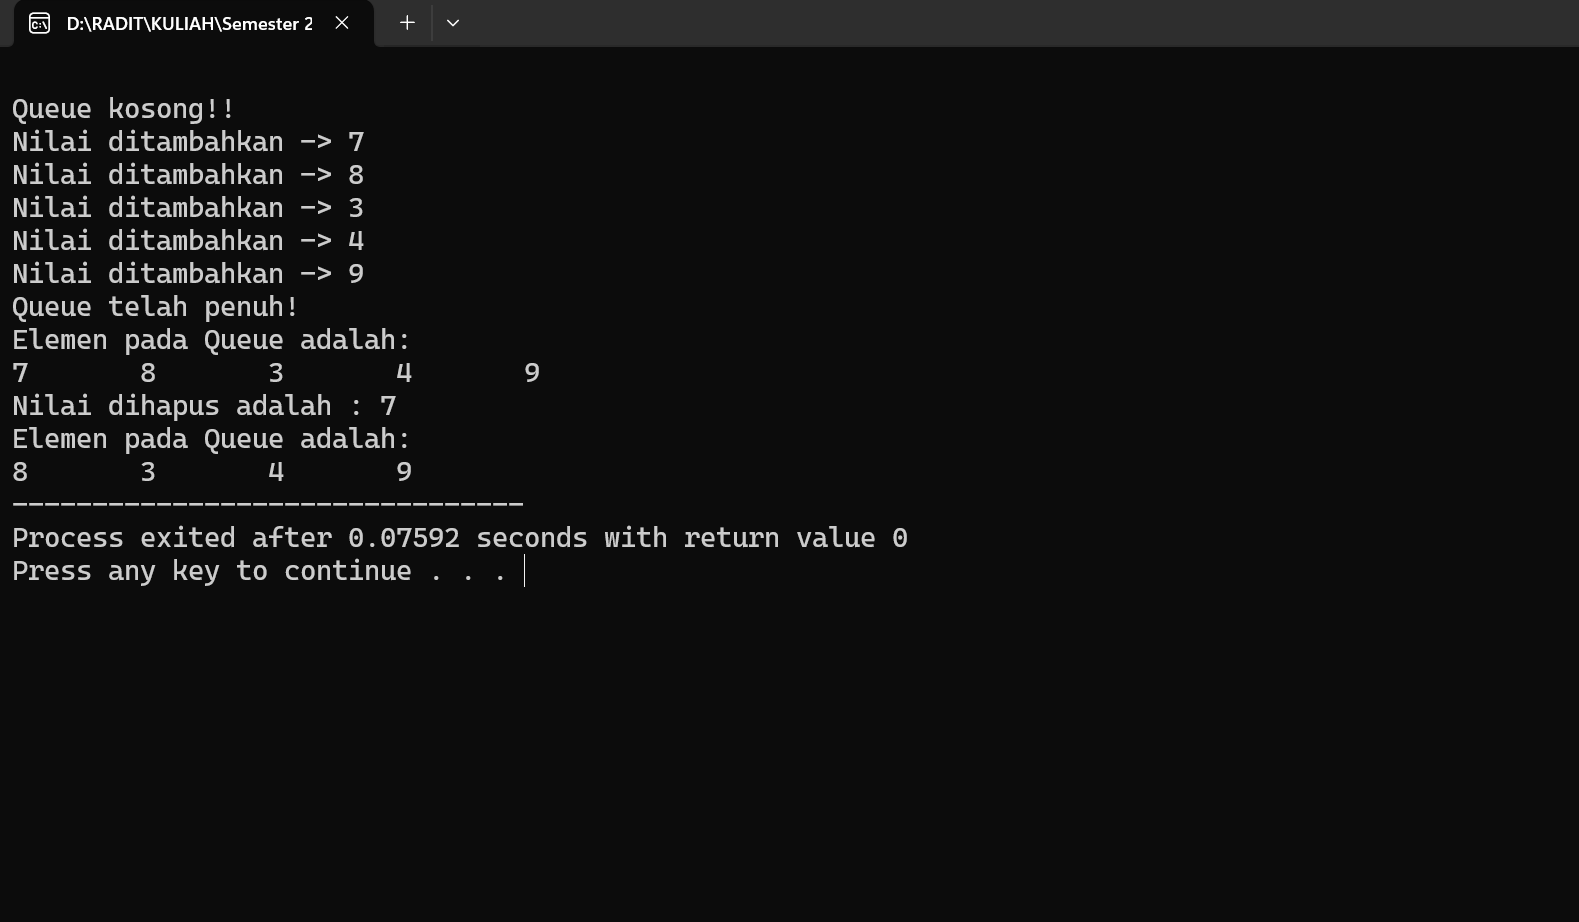 D:\RADIT\KULIAH\Semester 2
Queue kosong!!
Nilai ditambahkan -> 7
Nilai ditambahkan -> 8
Nilai ditambahkan -> 3
Nilai ditambahkan -> 4
Nilai ditambahkan -> 9
Queue telah penuh!
Elemen pada Queue adalah:
7       8       3       4       9
Nilai dihapus adalah : 7
Elemen pada Queue adalah:
8       3       4       9
--------------------------------
Process exited after 0.07592 seconds with return value 0
Press any key to continue . . .